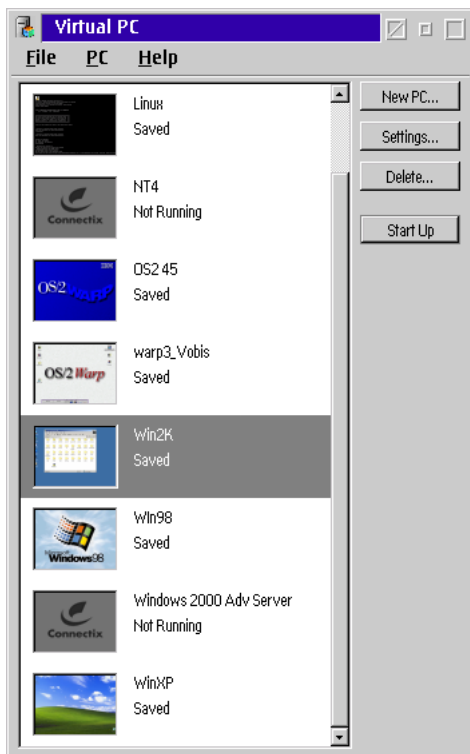 Virtual PC
File PC Help
Linux
Saved
New PC...
Settings...
Delete...
Start Up
Connectix
NT4
Not Running
IBM
OS/2 WARP
OS2 45
Saved
OS/2 Warp
warp3_Vobis
Saved
Win2K
Saved
Microsoft
Windows98
WIn98
Saved
Connectix
Windows 2000 Adv Server
Not Running
WinXP
Saved